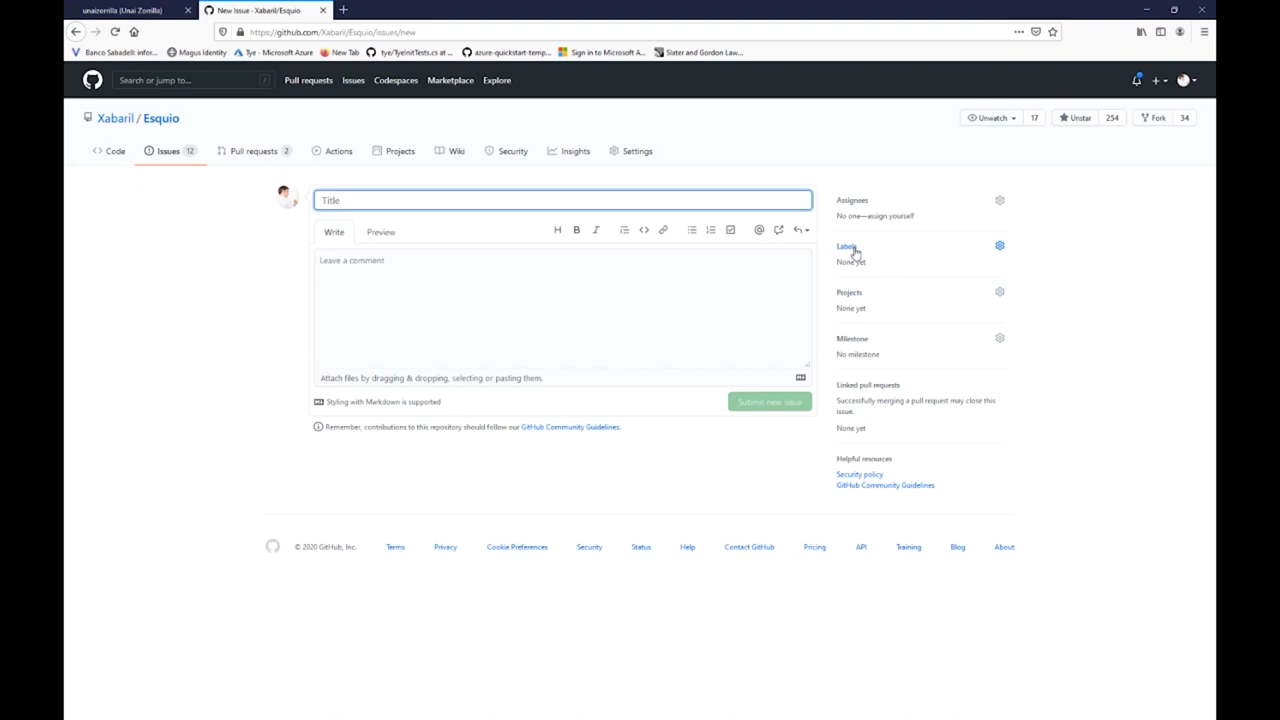 unaizorrilla (Unai Zorrilla)
New Issue · Xabaril/Esquio
https://github.com/Xabaril/Esquio/issues/new
Banco Sabadell: infor... Magus Identity Tye - Microsoft Azure New Tab tye/TyeInitTests.cs at ... azure-quickstart-temp... Sign in to Microsoft A... Slater and Gordon Law...
Search or jump to... / Pull requests Issues Codespaces Marketplace Explore
Xabaril / Esquio
Unwatch 17 Unstar 254 Fork 34
Code Issues 12 Pull requests 2 Actions Projects Wiki Security Insights Settings
Title
Write Preview
Leave a comment
Attach files by dragging & dropping, selecting or pasting them.
Styling with Markdown is supported
Submit new issue
Remember, contributions to this repository should follow our GitHub Community Guidelines.
Assignees
No one—assign yourself
Labels
None yet
Projects
None yet
Milestone
No milestone
Linked pull requests
Successfully merging a pull request may close this
issue.
None yet
Helpful resources
Security policy
GitHub Community Guidelines
© 2020 GitHub, Inc. Terms Privacy Cookie Preferences Security Status Help Contact GitHub Pricing API Training Blog About